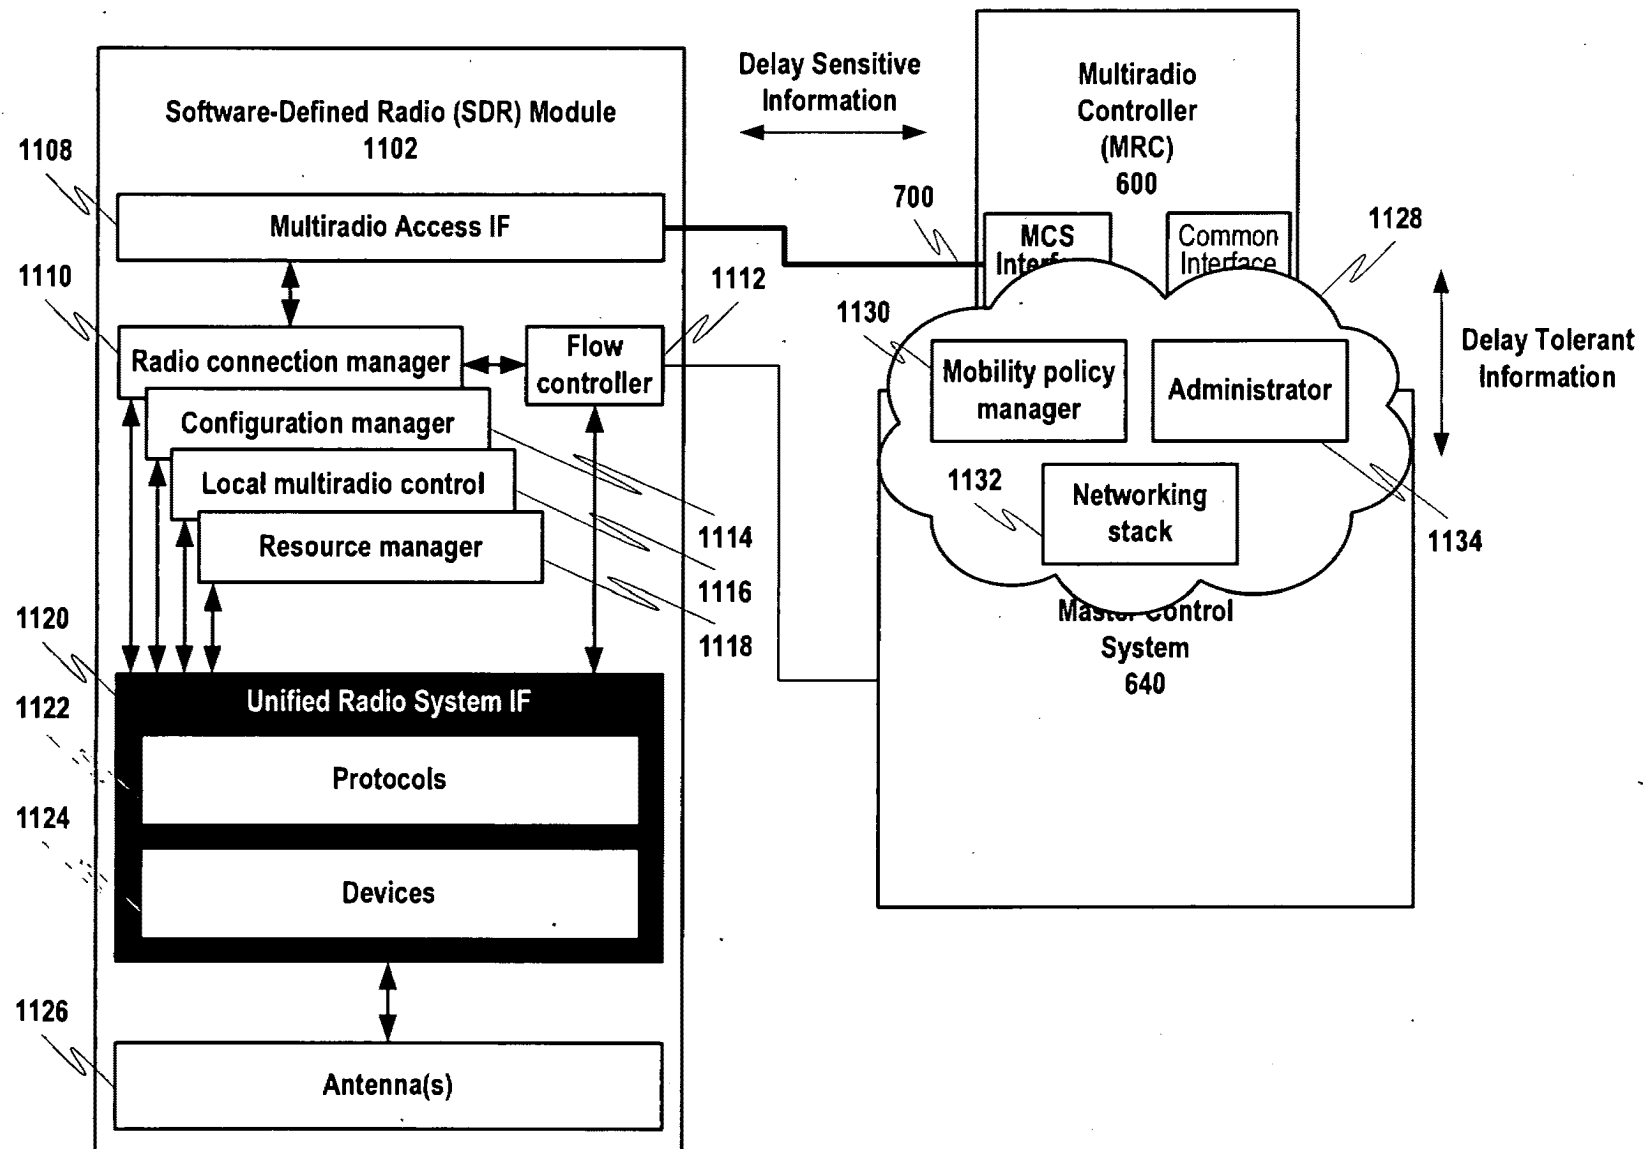 Software-Defined Radio (SDR) Module
1102
1108
Multiradio Access IF
1110
Radio connection manager
Flow
controller
1112
Configuration manager
Local multiradio control
Resource manager
1114
1116
1118
1120
Unified Radio System IF
1122
Protocols
1124
Devices
1126
Antenna(s)
Delay Sensitive
Information
700
Multiradio
Controller
(MRC)
600
MCS
Interface
Common
Interface
1128
1130
Mobility policy
manager
Administrator
1132
Networking
stack
1134
Delay Tolerant
Information
Master Control
System
640